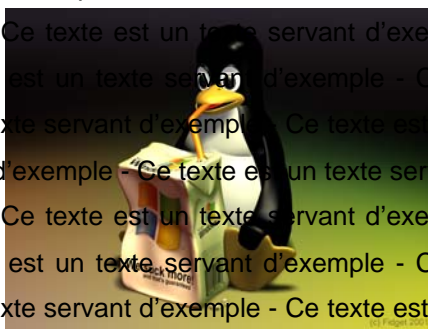 Ce texte est un texte servant d'exe
est un texte servant d'exemple - C
xte servant d'exemple - Ce texte est
d'exemple - Ce texte est un texte ser
Ce texte est un texte servant d'exe
est un texte servant d'exemple - C
xte servant d'exemple - Ce texte est
(c) Fidget 2001